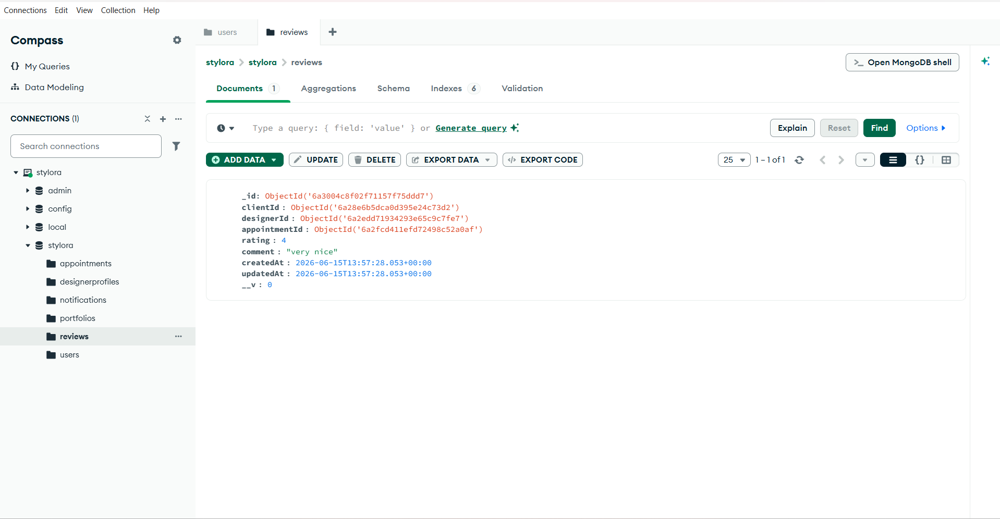 Connections Edit View Collection Help
Compass
My Queries
Data Modeling
CONNECTIONS (1)
Search connections
stylora
admin
config
local
stylora
appointments
designerprofiles
notifications
portfolios
reviews
users
users reviews
stylora stylora reviews
>_ Open MongoDB shell
Documents 1 Aggregations Schema Indexes 6 Validation
Type a query: { field: 'value' } or Generate query
Explain Reset Find Options
ADD DATA UPDATE DELETE EXPORT DATA EXPORT CODE
25 1 – 1 of 1
_id: ObjectId('6a3004c8f02f71157f75ddd7')
clientId : ObjectId('6a28e6b5dca0d395e24c73d2')
designerId : ObjectId('6a2edd71934293e65c9c7fe7')
appointmentId : ObjectId('6a2fcd411efd72498c52a0af')
rating : 4
comment : "very nice"
createdAt : 2026-06-15T13:57:28.053+00:00
updatedAt : 2026-06-15T13:57:28.053+00:00
__v : 0